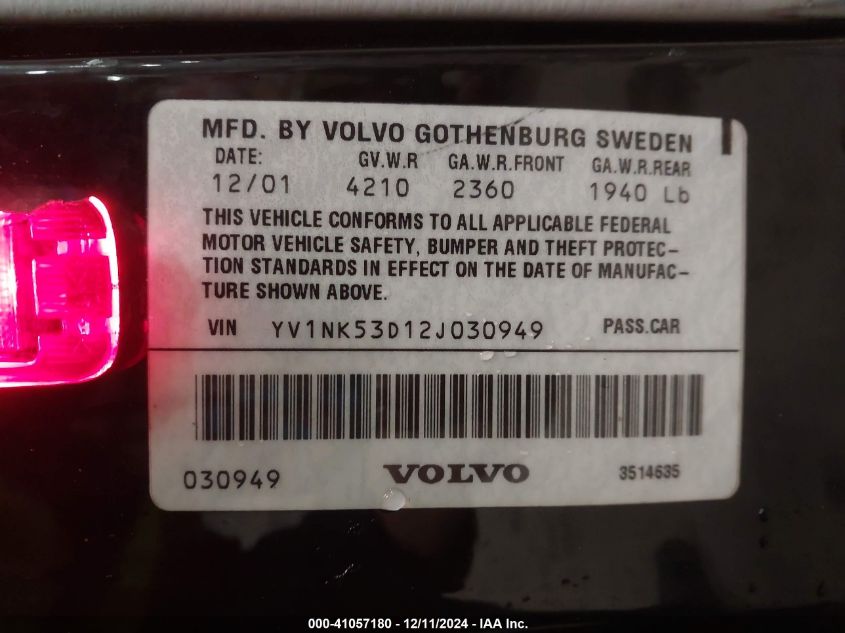 MFD. BY VOLVO GOTHENBURG SWEDEN
DATE: GV.W.R GA.W.R.FRONT GA.W.R.REAR
12/01 4210 2360 1940 Lb
THIS VEHICLE CONFORMS TO ALL APPLICABLE FEDERAL
MOTOR VEHICLE SAFETY, BUMPER AND THEFT PROTEC-
TION STANDARDS IN EFFECT ON THE DATE OF MANUFAC-
TURE SHOWN ABOVE.
VIN YV1NK53D12J030949 PASS.CAR
030949 VOLVO 3514635
000-41057180 - 12/11/2024 - IAA Inc.